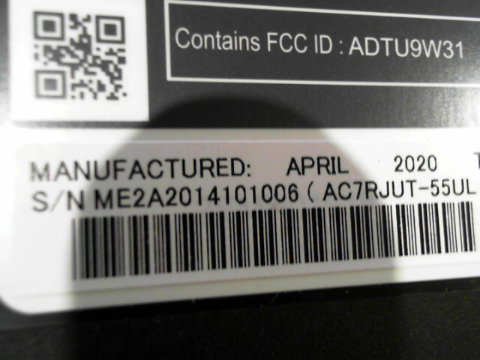 Contains FCC ID : ADTU9W31
MANUFACTURED: APRIL 2020 T
S/N ME2A2014101006 ( AC7RJUT-55UL